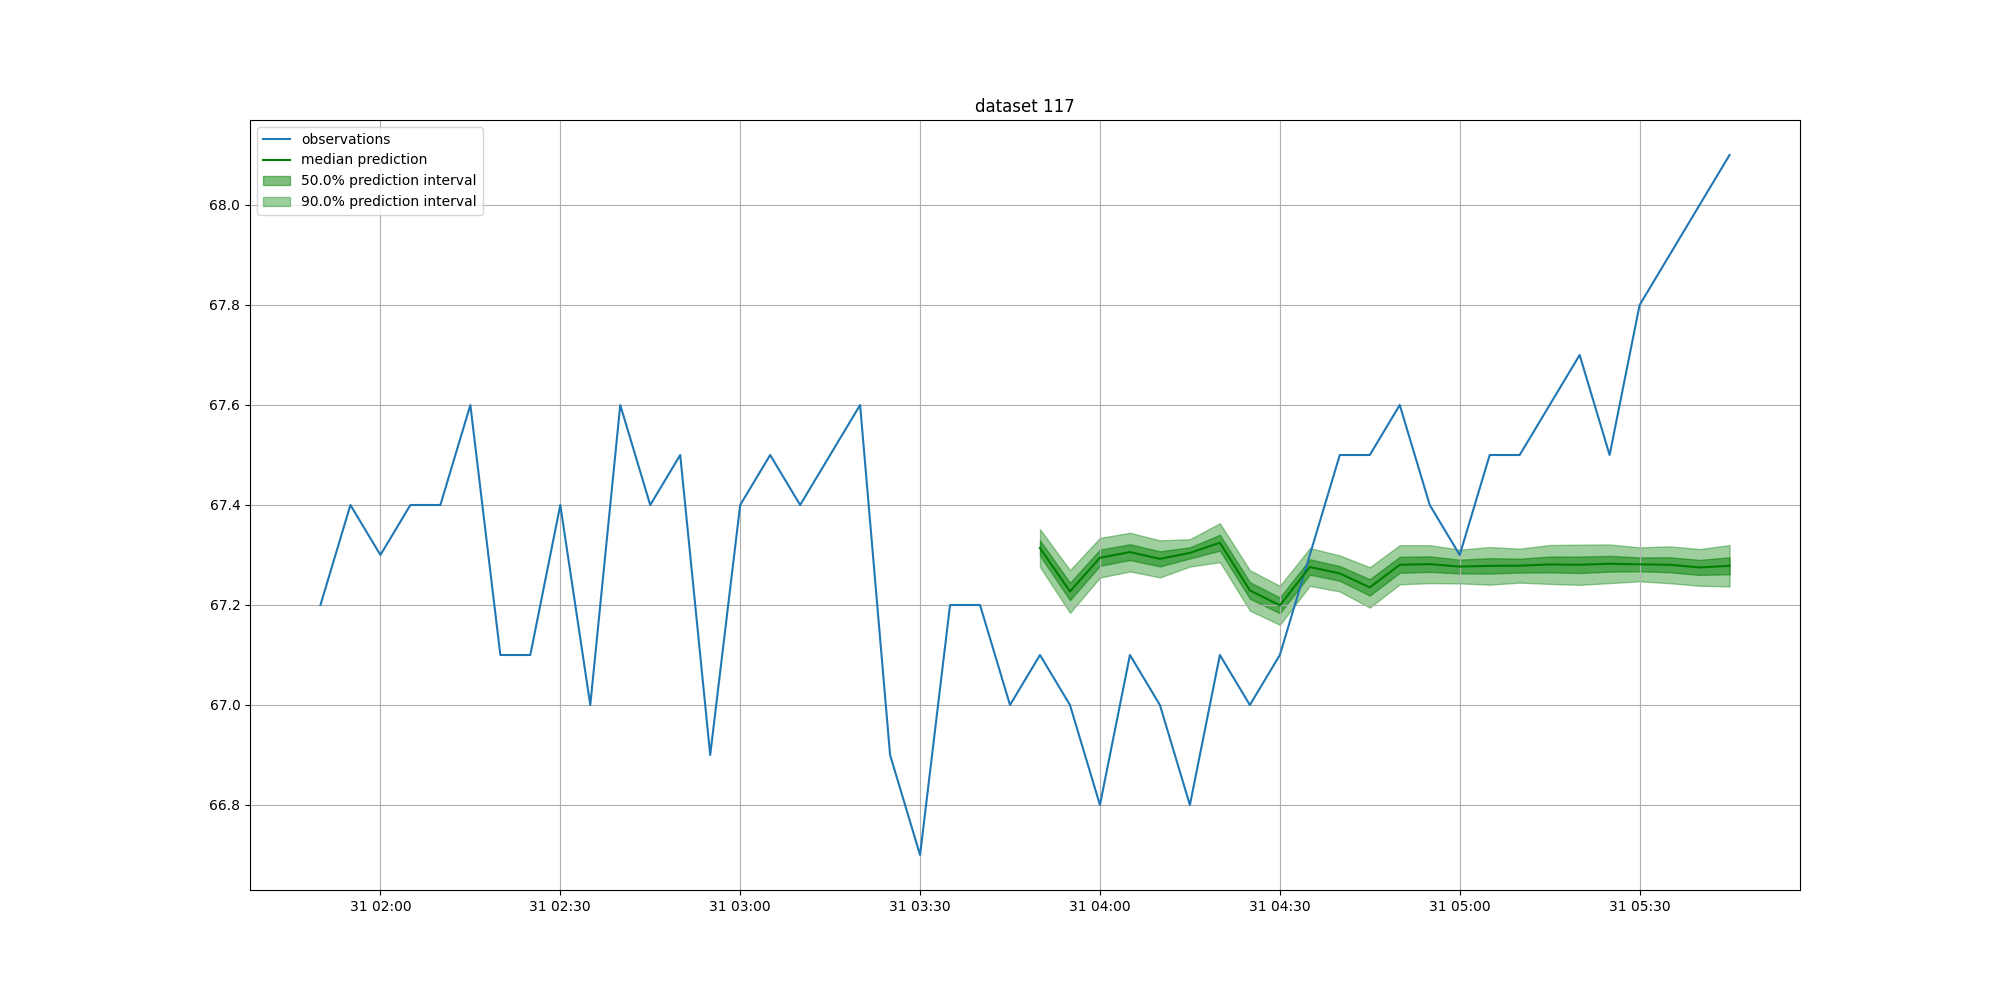 dataset 117
observations
median prediction
50.0% prediction interval
90.0% prediction interval
68.0
67.8
67.6
67.4
67.2
67.0
66.8
31 02:00 31 02:30 31 03:00 31 03:30 31 04:00 31 04:30 31 05:00 31 05:30